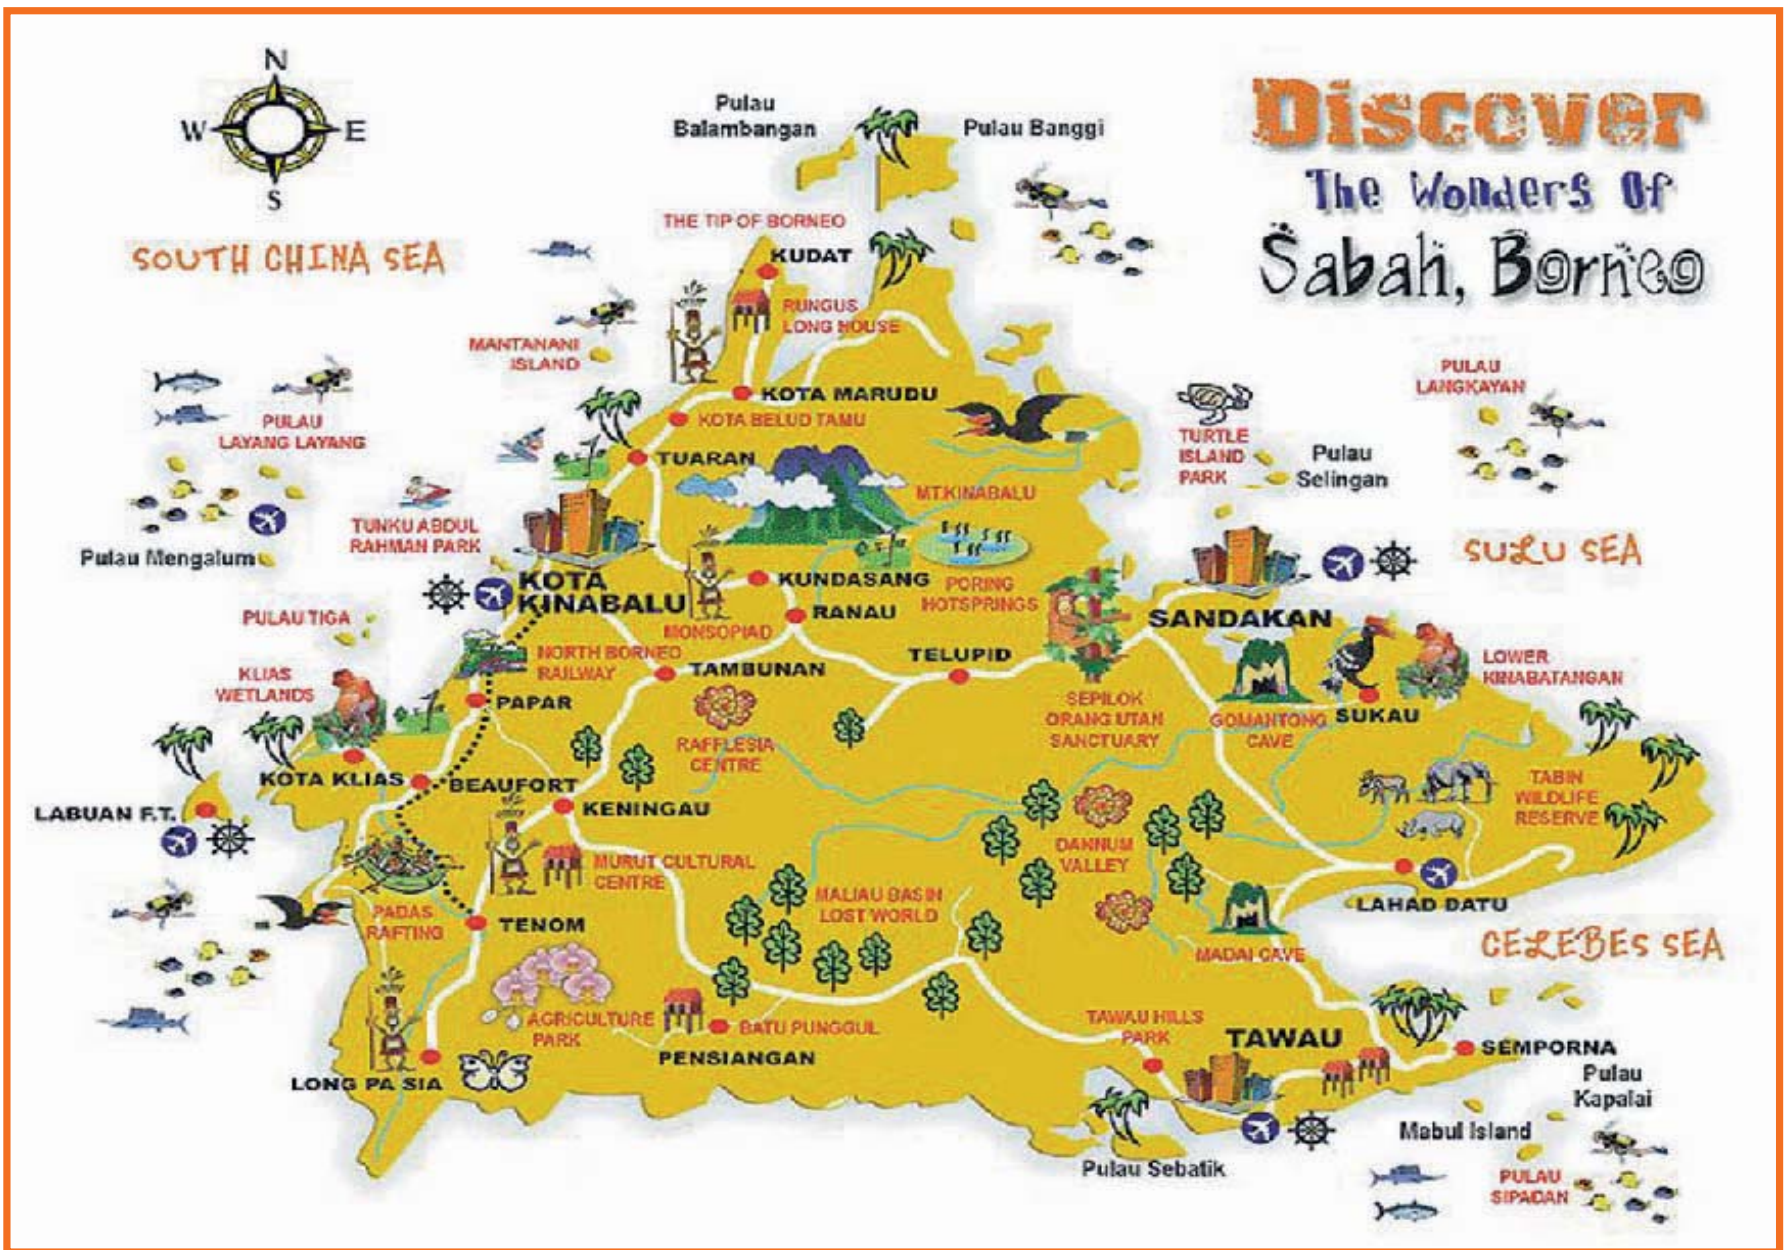 N
W
E
S
Discover
The Wonders Of
Sabah, Borneo
SOUTH CHINA SEA
Pulau
Balambangan
Pulau Banggi
THE TIP OF BORNEO
KUDAT
RUNGUS
LONG HOUSE
MANTANANI
ISLAND
KOTA MARUDU
KOTA BELUD TAMU
PULAU
LAYANG LAYANG
TUARAN
PULAU
LANGKAYAN
TURTLE
ISLAND
PARK
Pulau
Selingan
MT.KINABALU
TUNKU ABDUL
RAHMAN PARK
Pulau Mengalum
SULU SEA
KOTA
KINABALU
KUNDASANG
PORING
HOTSPRINGS
RANAU
MONSOPIAD
SANDAKAN
PULAU TIGA
NORTH BORNEO
RAILWAY
TAMBUNAN
TELUPID
LOWER
KINABATANGAN
KLIAS
WETLANDS
PAPAR
RAFFLESIA
CENTRE
SEPILOK
ORANG UTAN
SANCTUARY
GOMANTONG
CAVE
SUKAU
KOTA KLIAS
BEAUFORT
KENINGAU
LABUAN F.T.
TABIN
WILDLIFE
RESERVE
DANNUM
VALLEY
MURUT CULTURAL
CENTRE
MALIAU BASIN
LOST WORLD
LAHAD DATU
PADAS
RAFTING
TENOM
MADAI CAVE
CELEBES SEA
AGRICULTURE
PARK
BATU PUNGGUL
PENSIANGAN
TAWAU HILLS
PARK
TAWAU
SEMPORNA
LONG PA SIA
Pulau
Kapalai
Mabul Island
Pulau Sebatik
PULAU
SIPADAN